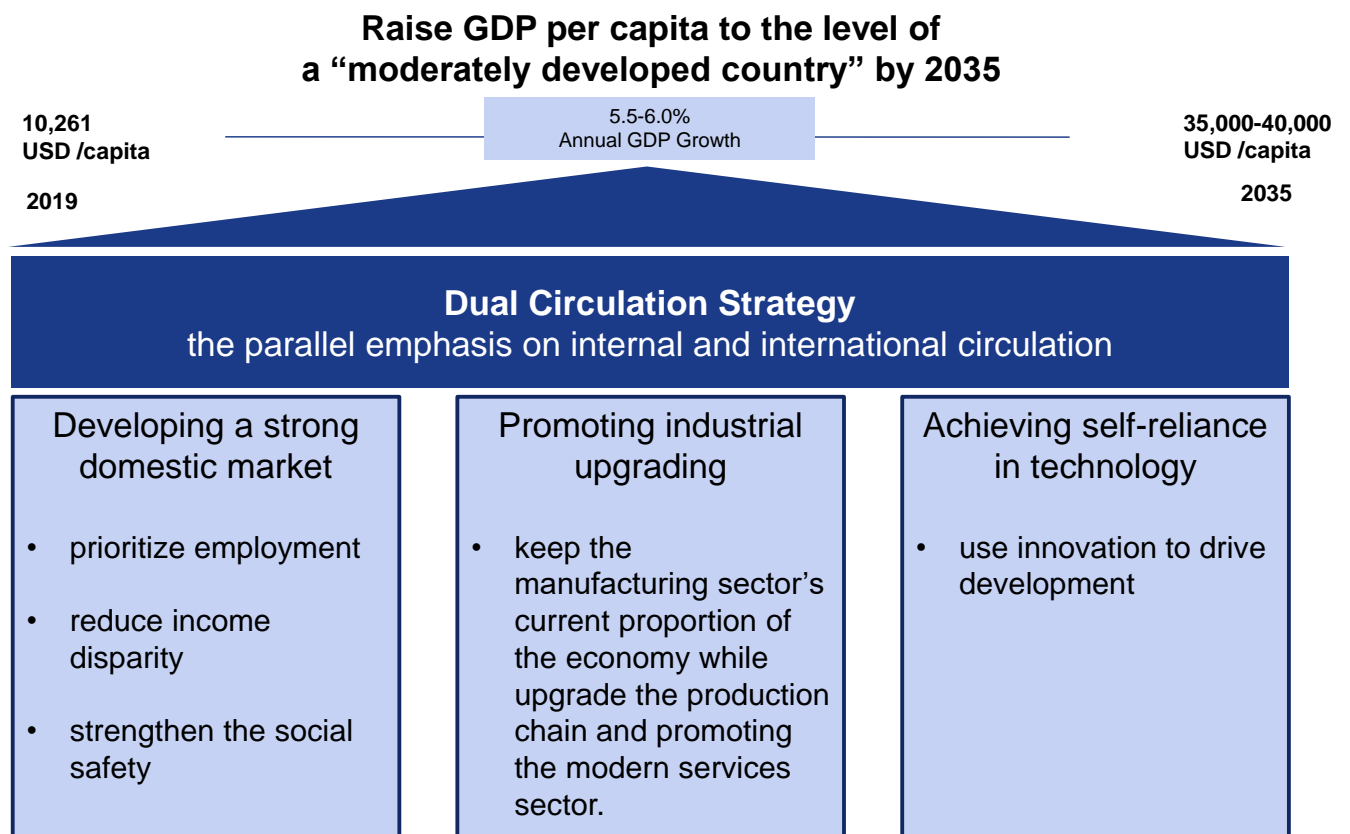 Raise GDP per capita to the level of
a “moderately developed country” by 2035
10,261
USD /capita
2019
5.5-6.0%
Annual GDP Growth
35,000-40,000
USD /capita
2035
Dual Circulation Strategy
the parallel emphasis on internal and international circulation
Developing a strong
domestic market
• prioritize employment
• reduce income
disparity
• strengthen the social
safety
Promoting industrial
upgrading
• keep the
manufacturing sector’s
current proportion of
the economy while
upgrade the production
chain and promoting
the modern services
sector.
Achieving self-reliance
in technology
• use innovation to drive
development